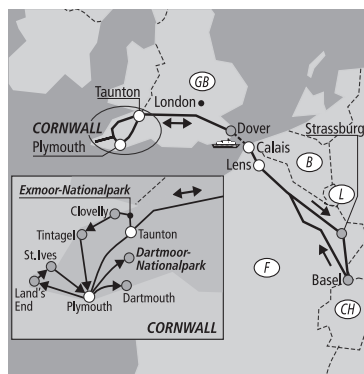 GB
Taunton
London
CORNWALL
Plymouth
Dover
Calais
Strassburg
Lens
B
L
Exmoor-Nationalpark
Clovelly
Tintagel
Taunton
St.Ives
Dartmoor-
Nationalpark
Land's
End
Plymouth
Dartmouth
CORNWALL
F
Basel
CH